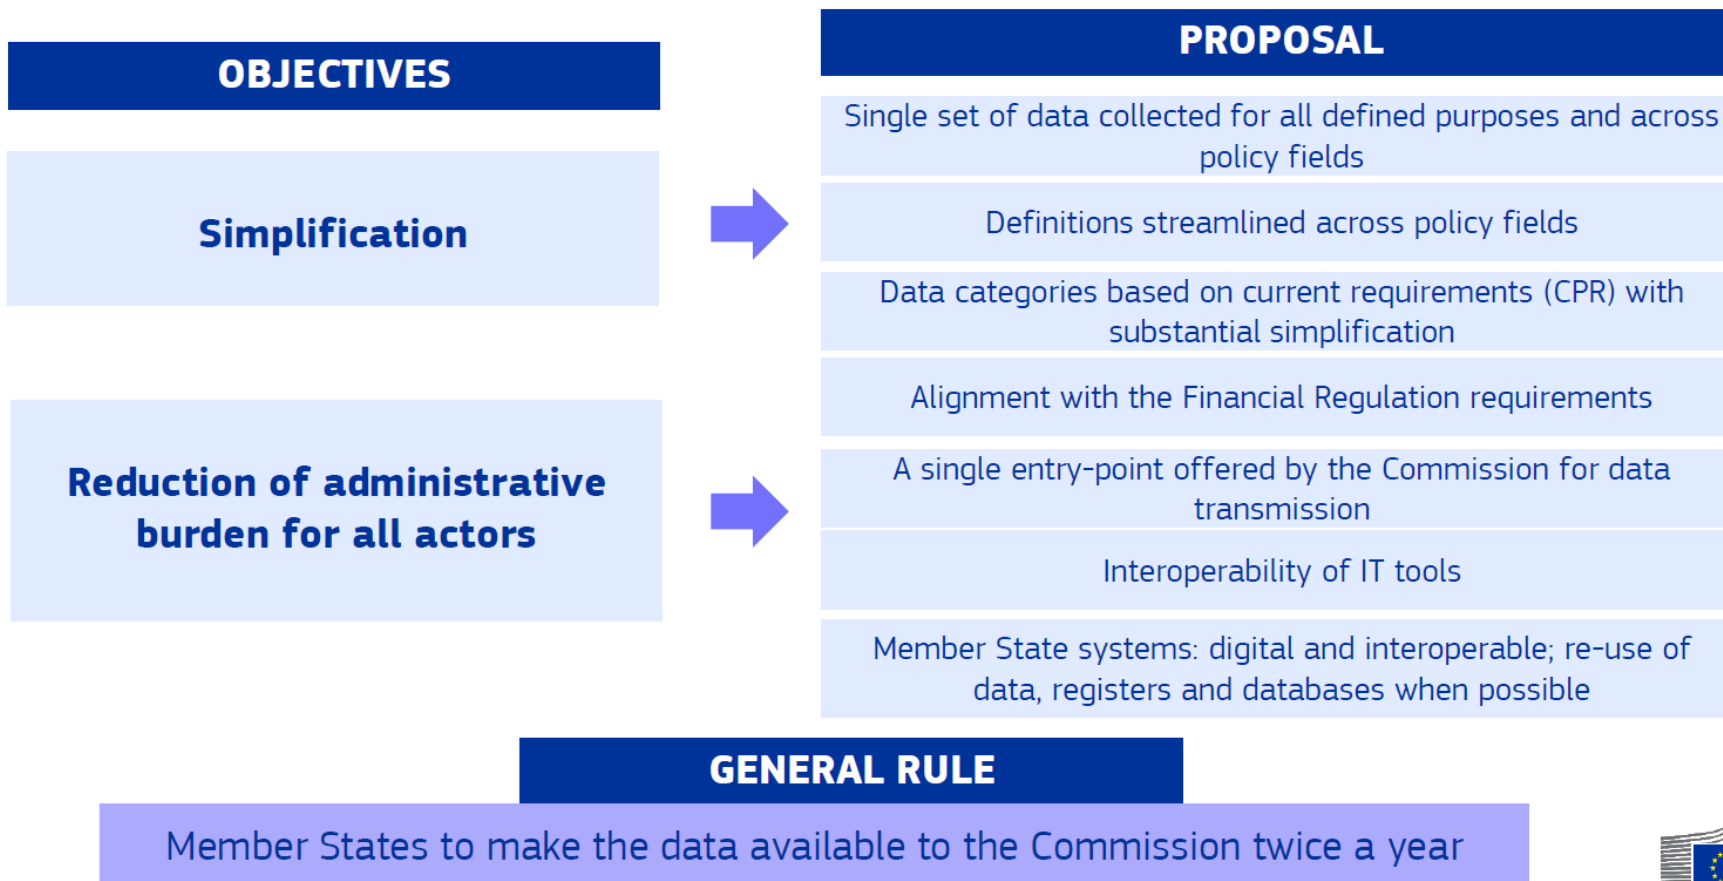 OBJECTIVES
Simplification
Reduction of administrative
burden for all actors
PROPOSAL
Single set of data collected for all defined purposes and across
policy fields
Definitions streamlined across policy fields
Data categories based on current requirements (CPR) with
substantial simplification
Alignment with the Financial Regulation requirements
A single entry-point offered by the Commission for data
transmission
Interoperability of IT tools
Member State systems: digital and interoperable; re-use of
data, registers and databases when possible
GENERAL RULE
Member States to make the data available to the Commission twice a year